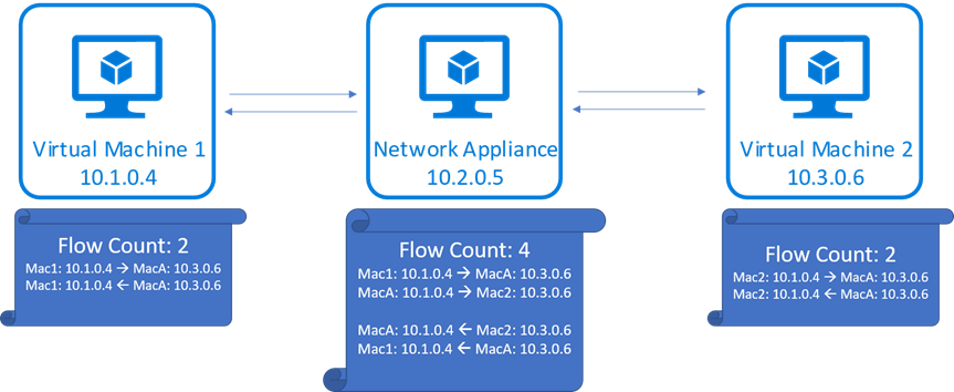 Virtual Machine 1
10.1.0.4
Network Appliance
10.2.0.5
Virtual Machine 2
10.3.0.6
Flow Count: 2
Mac1: 10.1.0.4 → MacA: 10.3.0.6
Mac1: 10.1.0.4 ← MacA: 10.3.0.6
Flow Count: 4
Mac1: 10.1.0.4 → MacA: 10.3.0.6
MacA: 10.1.0.4 → Mac2: 10.3.0.6
MacA: 10.1.0.4 ← Mac2: 10.3.0.6
Mac1: 10.1.0.4 ← MacA: 10.3.0.6
Flow Count: 2
Mac2: 10.1.0.4 → MacA: 10.3.0.6
Mac2: 10.1.0.4 ← MacA: 10.3.0.6